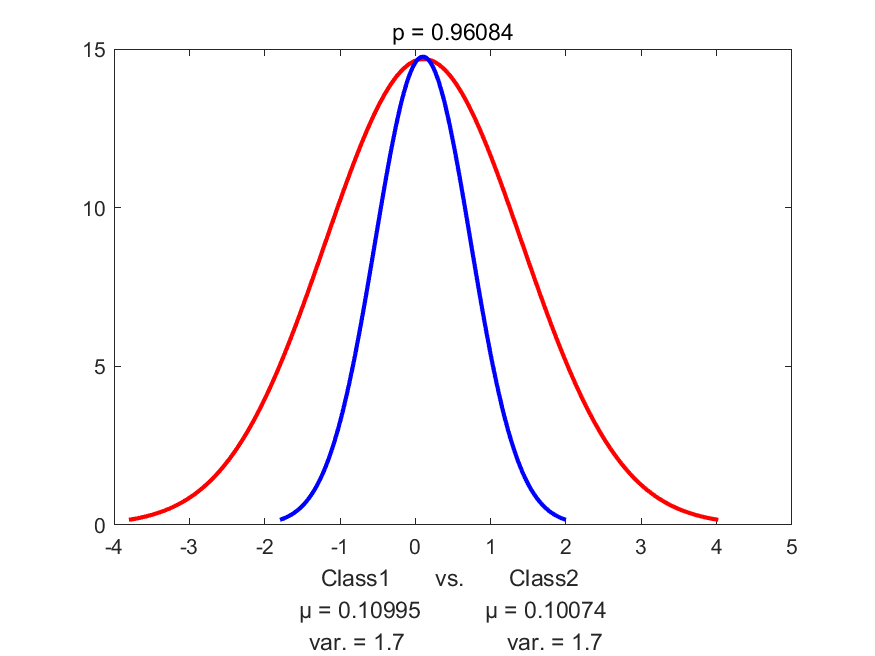 p = 0.96084
15
10
5
0
-4 -3 -2 -1 0 1 2 3 4 5
Class1 vs. Class2
μ = 0.10995 μ = 0.10074
var. = 1.7 var. = 1.7